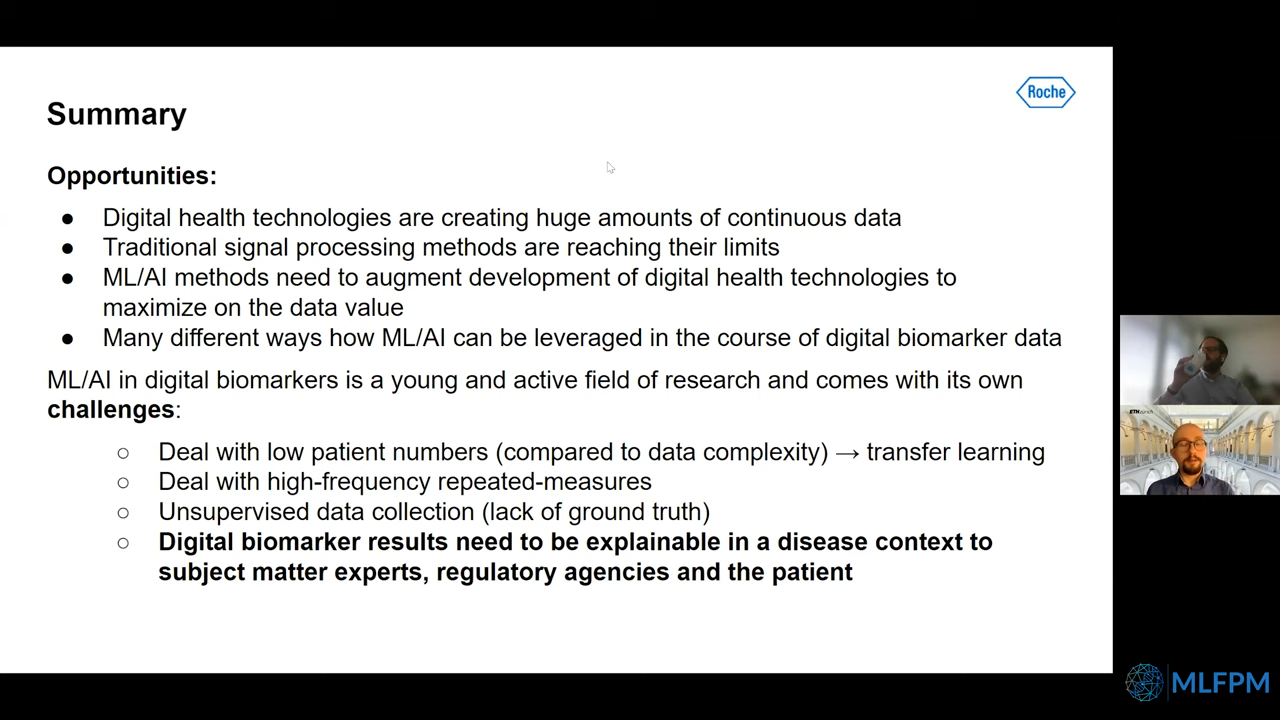 Roche
Summary
Opportunities:
● Digital health technologies are creating huge amounts of continuous data
● Traditional signal processing methods are reaching their limits
● ML/AI methods need to augment development of digital health technologies to
maximize on the data value
● Many different ways how ML/AI can be leveraged in the course of digital biomarker data
ML/AI in digital biomarkers is a young and active field of research and comes with its own
challenges:
○ Deal with low patient numbers (compared to data complexity) → transfer learning
○ Deal with high-frequency repeated-measures
○ Unsupervised data collection (lack of ground truth)
○ Digital biomarker results need to be explainable in a disease context to
subject matter experts, regulatory agencies and the patient
ETH zürich
MLFPM